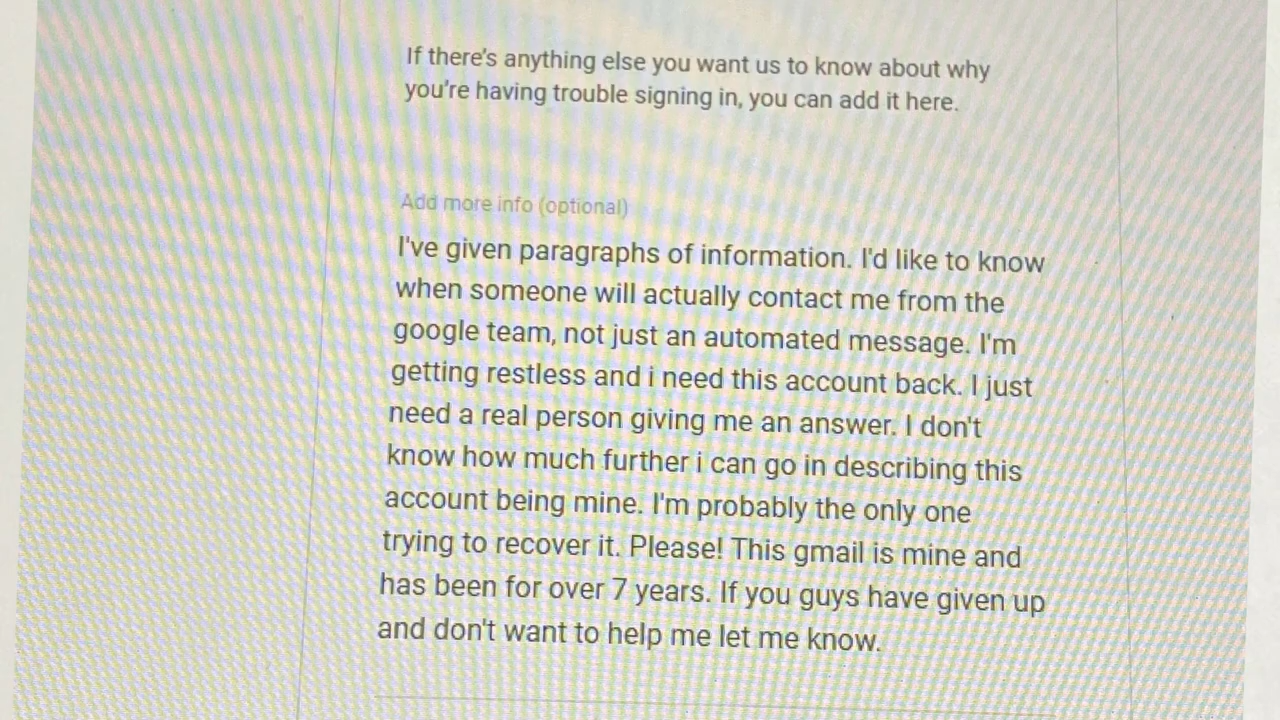 If there's anything else you want us to know about why
you're having trouble signing in, you can add it here.
Add more info (optional)
I've given paragraphs of information. I'd like to know
when someone will actually contact me from the
google team, not just an automated message. I'm
getting restless and i need this account back. I just
need a real person giving me an answer. I don't
know how much further i can go in describing this
account being mine. I'm probably the only one
trying to recover it. Please! This gmail is mine and
has been for over 7 years. If you guys have given up
and don't want to help me let me know.